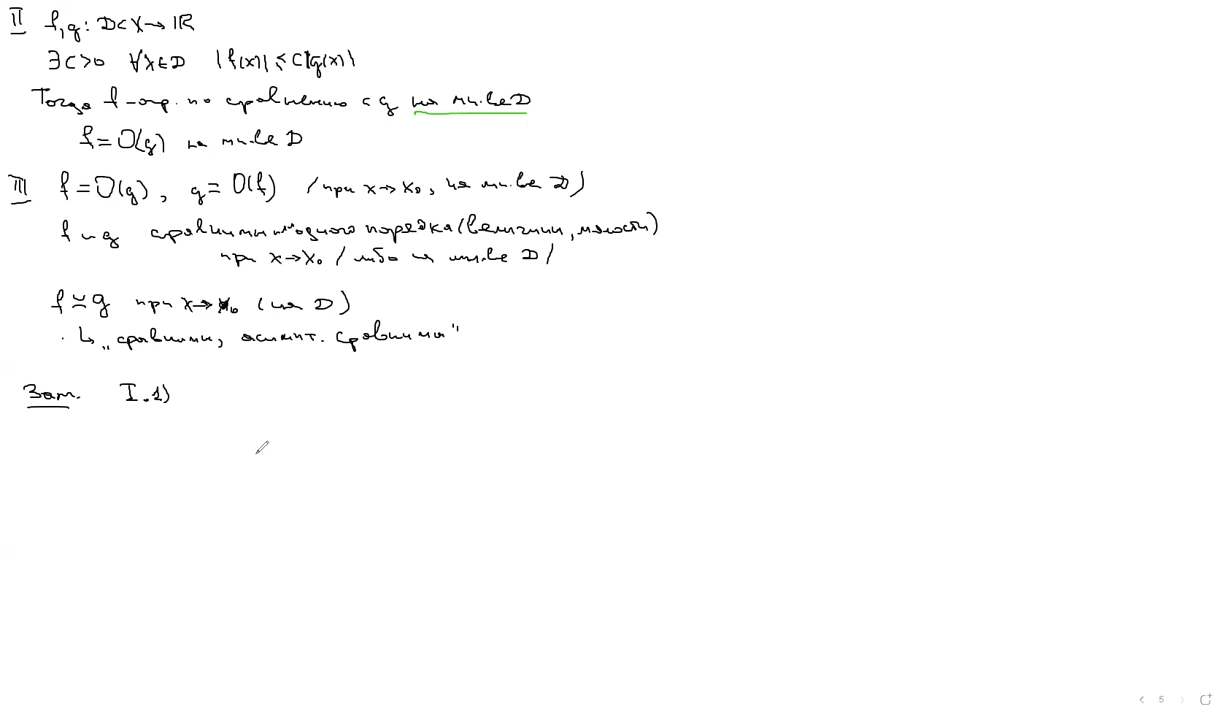 II f, g : D ⊂ X → ℝ
∃ C > 0 ∀ x ∈ D |f(x)| ≤ C|g(x)|
Тогда f – огр. по сравнению с g на мн-ве D
f = O(g) на мн-ве D
III f = O(g), g = O(f) /при x → x₀, на мн-ве D/
f и g сравнимы одного порядка (величины, малости)
при x → x₀ / либо на мн-ве D/
f ≍ g при x → x₀ (на D)
↳ „сравнимы, асимпт. сравнимы"
Зам. I.1)
5